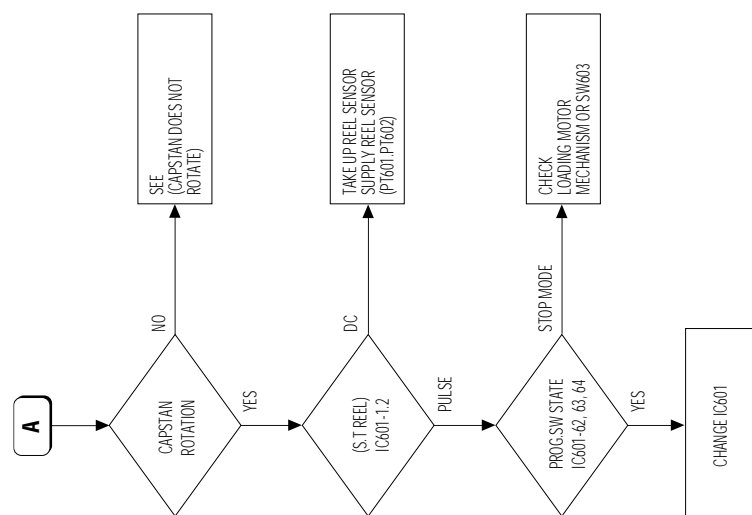 A
CAPSTAN
ROTATION
NO
SEE
(CAPSTAN DOES NOT
ROTATE)
YES
(S.T REEL)
IC601-1.2
DC
TAKE UP REEL SENSOR
SUPPLY REEL SENSOR
(PT601.PT602)
PULSE
PROG.SW STATE
IC601-62, 63, 64
STOP MODE
CHECK
LOADING MOTOR
MECHANISM OR SW603
YES
CHANGE IC601